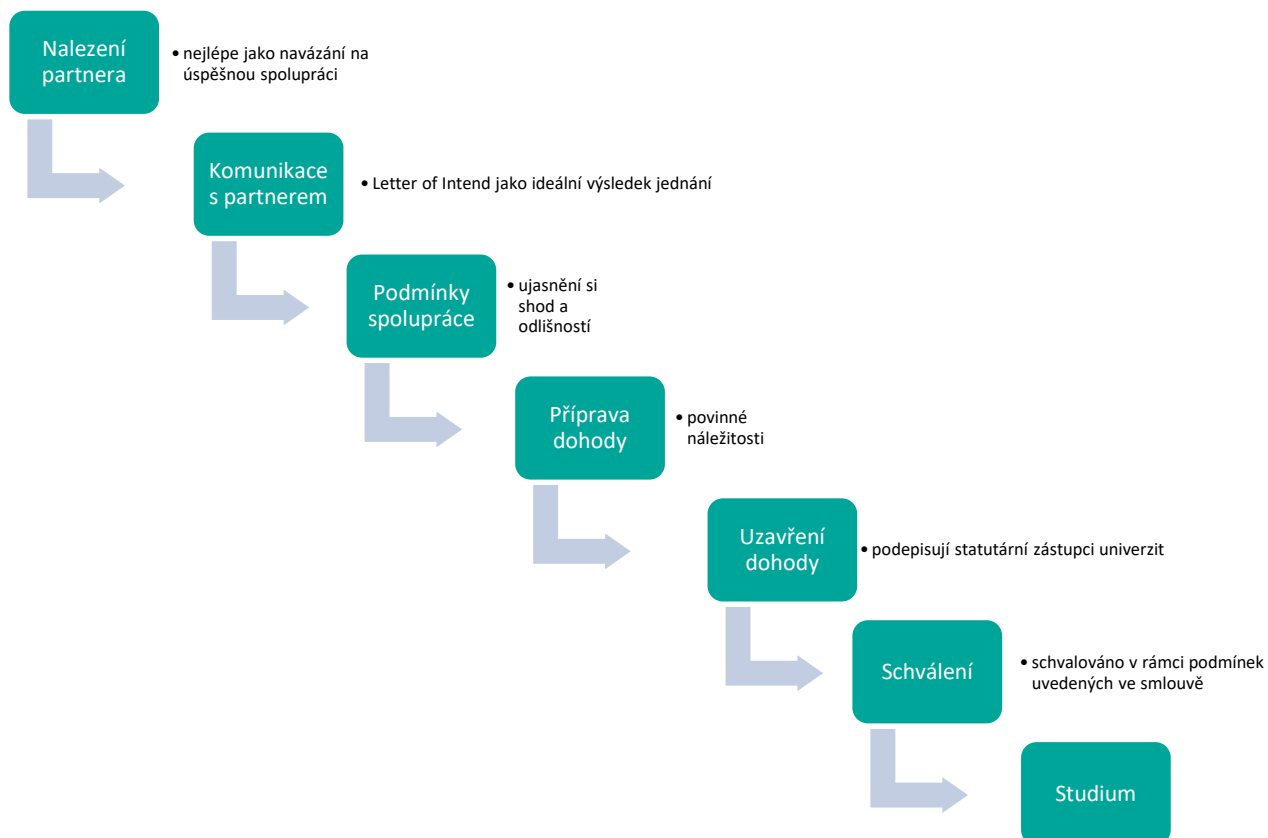 Nalezení
partnera
• nejlépe jako navázání na
úspěšnou spolupráci
Komunikace
s partnerem
• Letter of Intend jako ideální výsledek jednání
Podmínky
spolupráce
• ujasnění si
shod a
odlišností
Příprava
dohody
• povinné
náležitosti
Uzavření
dohody
• podepisují statutární zástupci univerzit
Schválení
• schvalováno v rámci podmínek
uvedených ve smlouvě
Studium